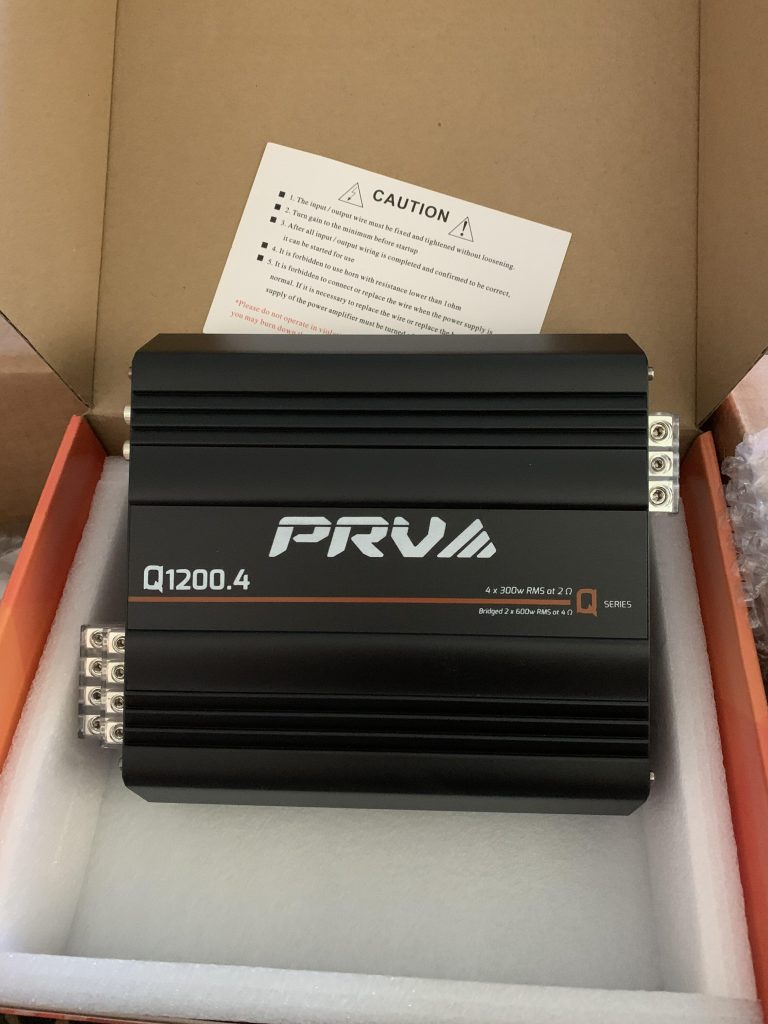 CAUTION
■ 1. The input / output wire must be fixed and tightened without loosening.
■ 2. Turn gain to the minimum before startup
■ 3. After all input / output wiring is completed and confirmed to be correct,
it can be started for use
■ 4. It is forbidden to use horn with resistance lower than 1ohm
■ 5. It is forbidden to connect or replace the wire when the power supply is
normal. If it is necessary to replace the wire or replace the
supply of the power amplifier must be turned
*Please do not operate in
you may burn down
PRV
Q1200.4
4 x 300w RMS at 2 Ω
Bridged 2 x 600w RMS at 4 Ω
Q SERIES